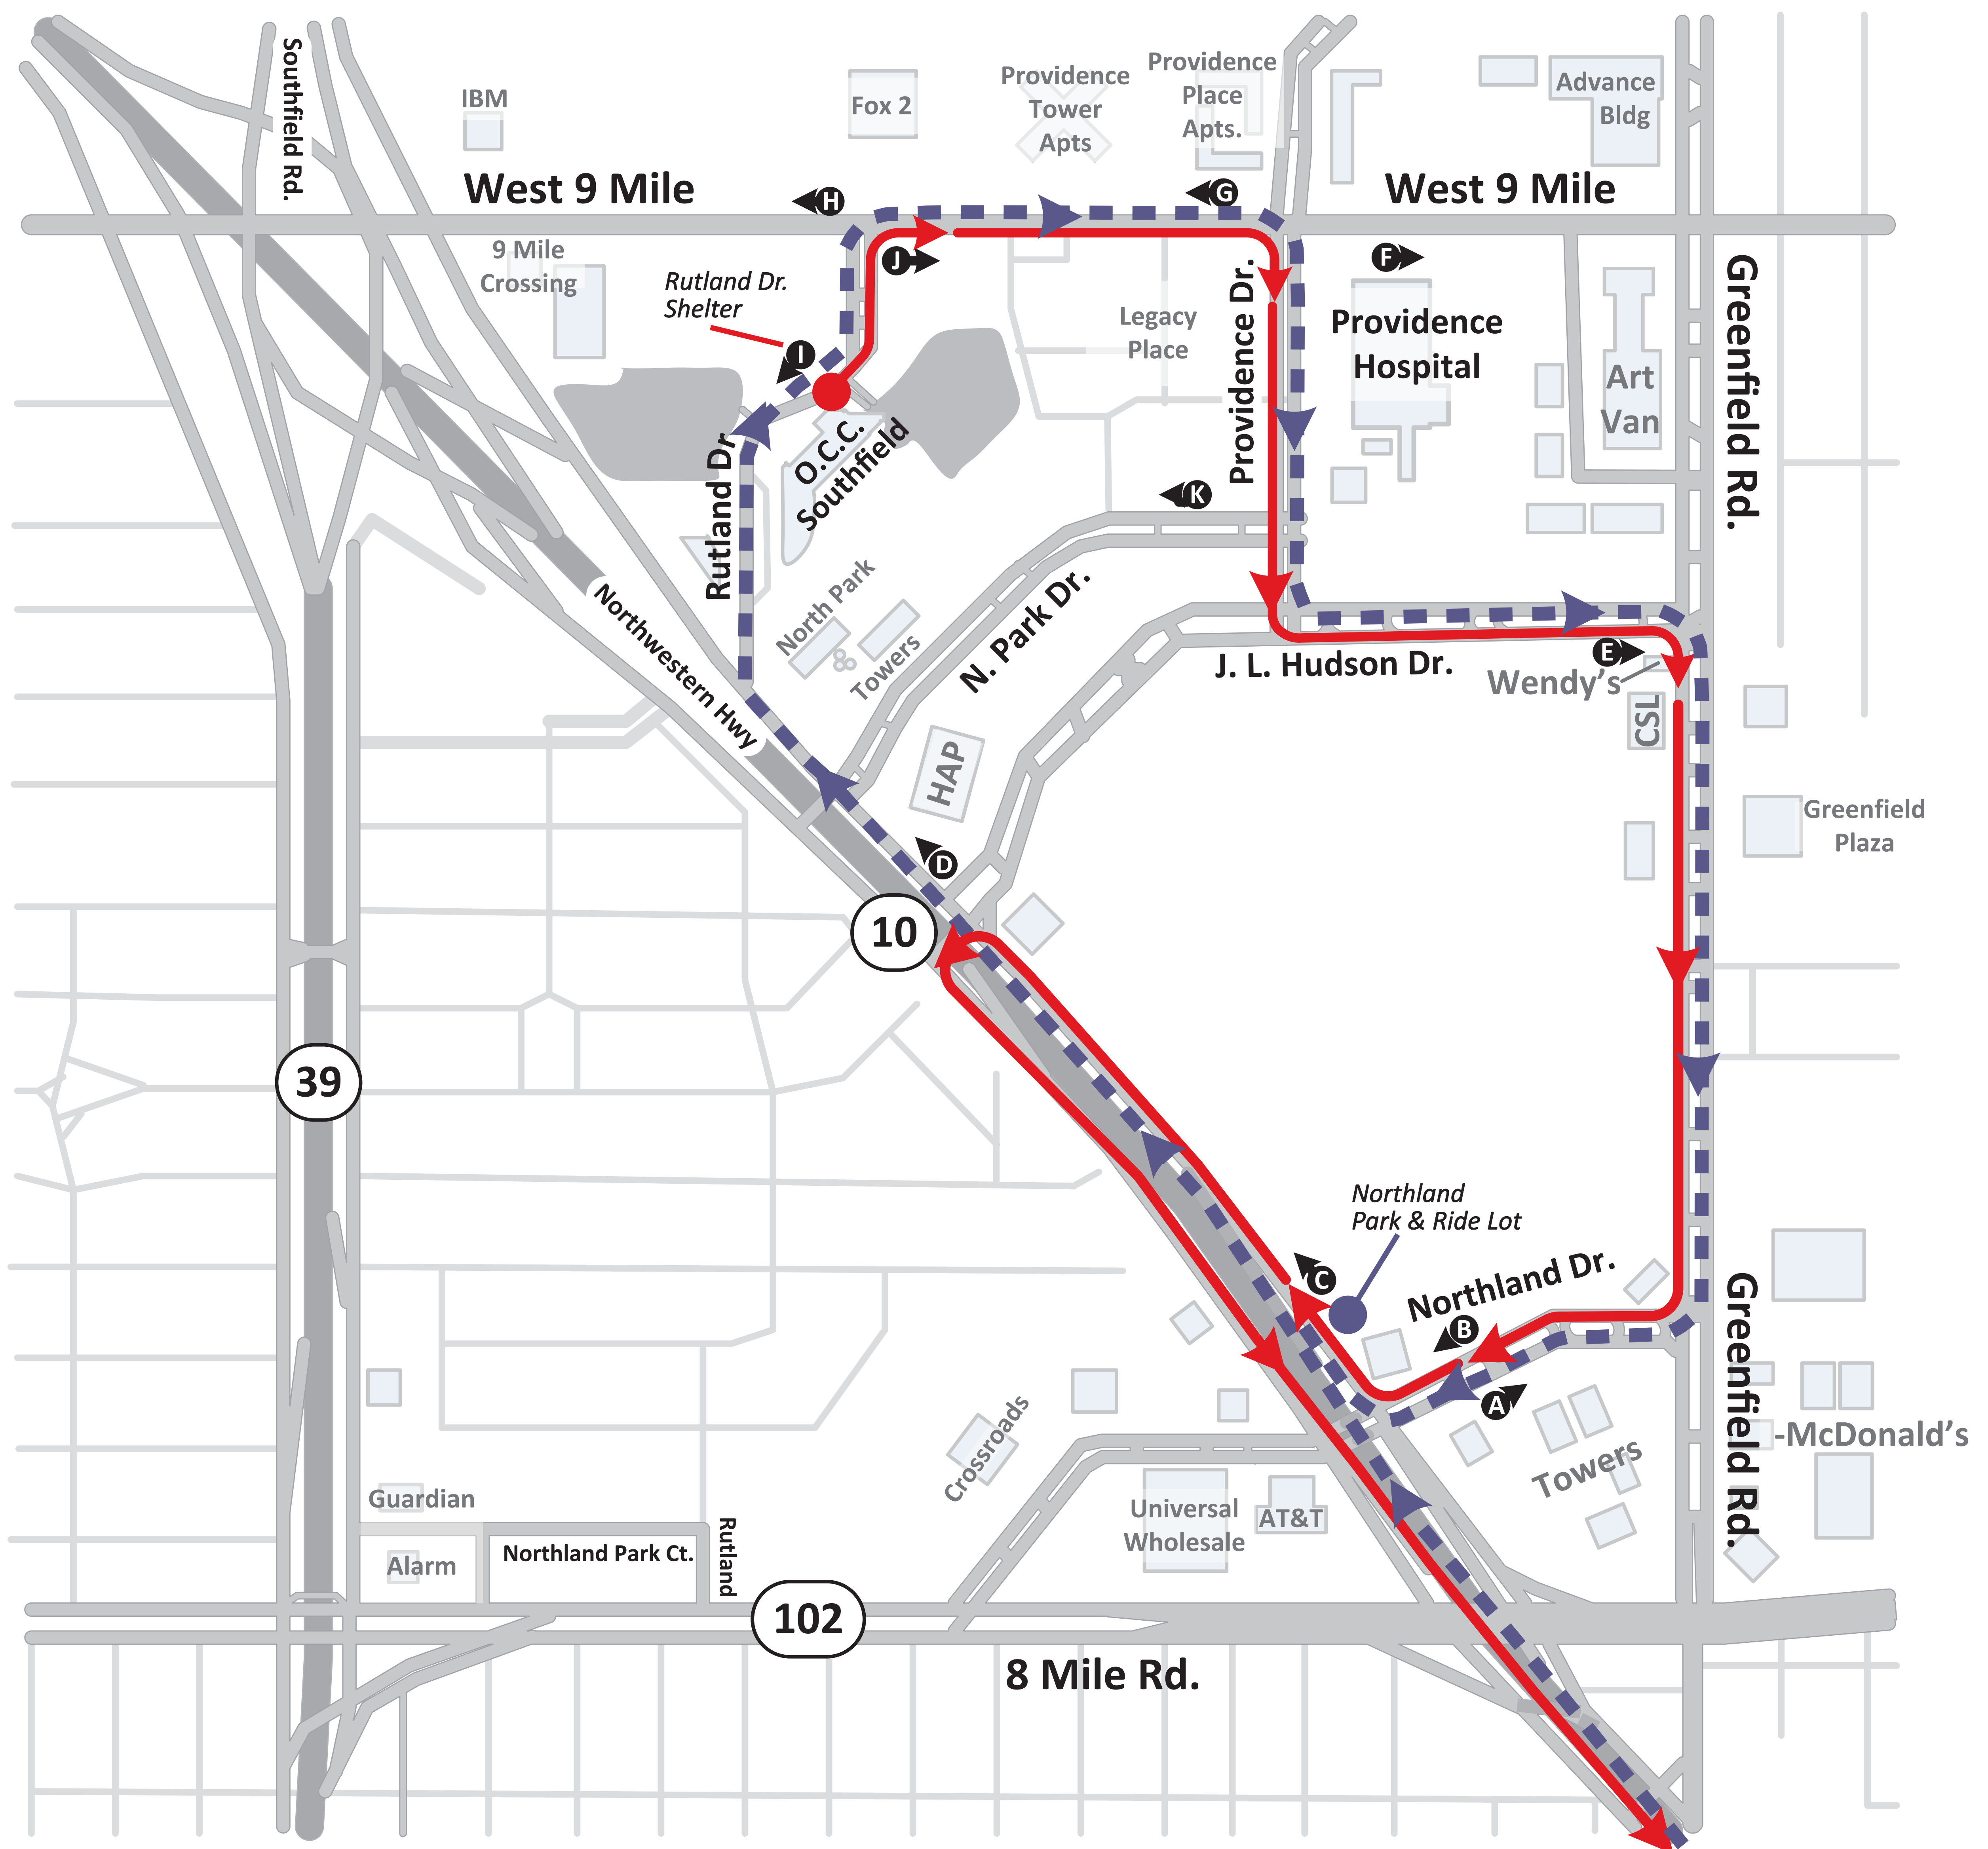 Southfield Rd.
IBM
Fox 2
Providence
Tower
Apts
Providence
Place
Apts.
Advance
Bldg
West 9 Mile
West 9 Mile
H
G
9 Mile
Crossing
J
F
Rutland Dr.
Shelter
I
Legacy
Place
Providence Dr.
Providence
Hospital
Art
Van
Greenfield Rd.
Rutland Dr
O.C.C.
Southfield
K
North Park
Towers
N. Park Dr.
Northwestern Hwy
J. L. Hudson Dr.
E
Wendy's
CSL
HAP
D
Greenfield
Plaza
10
39
Northland
Park & Ride Lot
C
Northland Dr.
B
A
Greenfield Rd.
-McDonald's
Towers
Crossroads
Guardian
Alarm
Northland Park Ct.
Rutland
Universal
Wholesale
AT&T
102
8 Mile Rd.